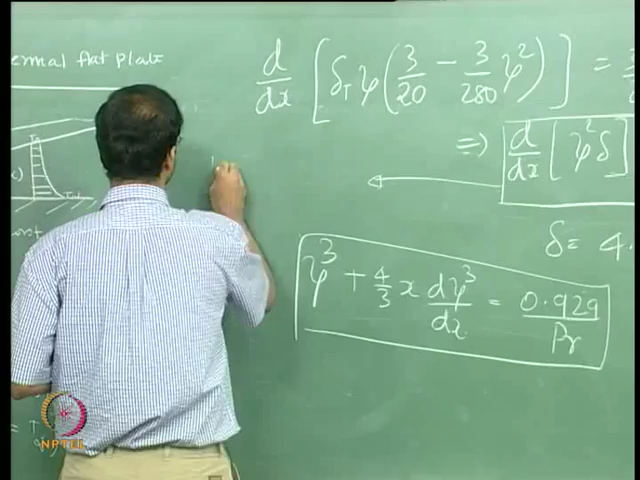 ermal flat plate
d/dx [ δ_T ψ ( 3/20 − 3/280 ψ² ) ] =
⇒ d/dx [ ψ² δ ]
δ = 4.
ψ³ + 4/3 x dψ³/dx = 0.929/Pr
NPTEL